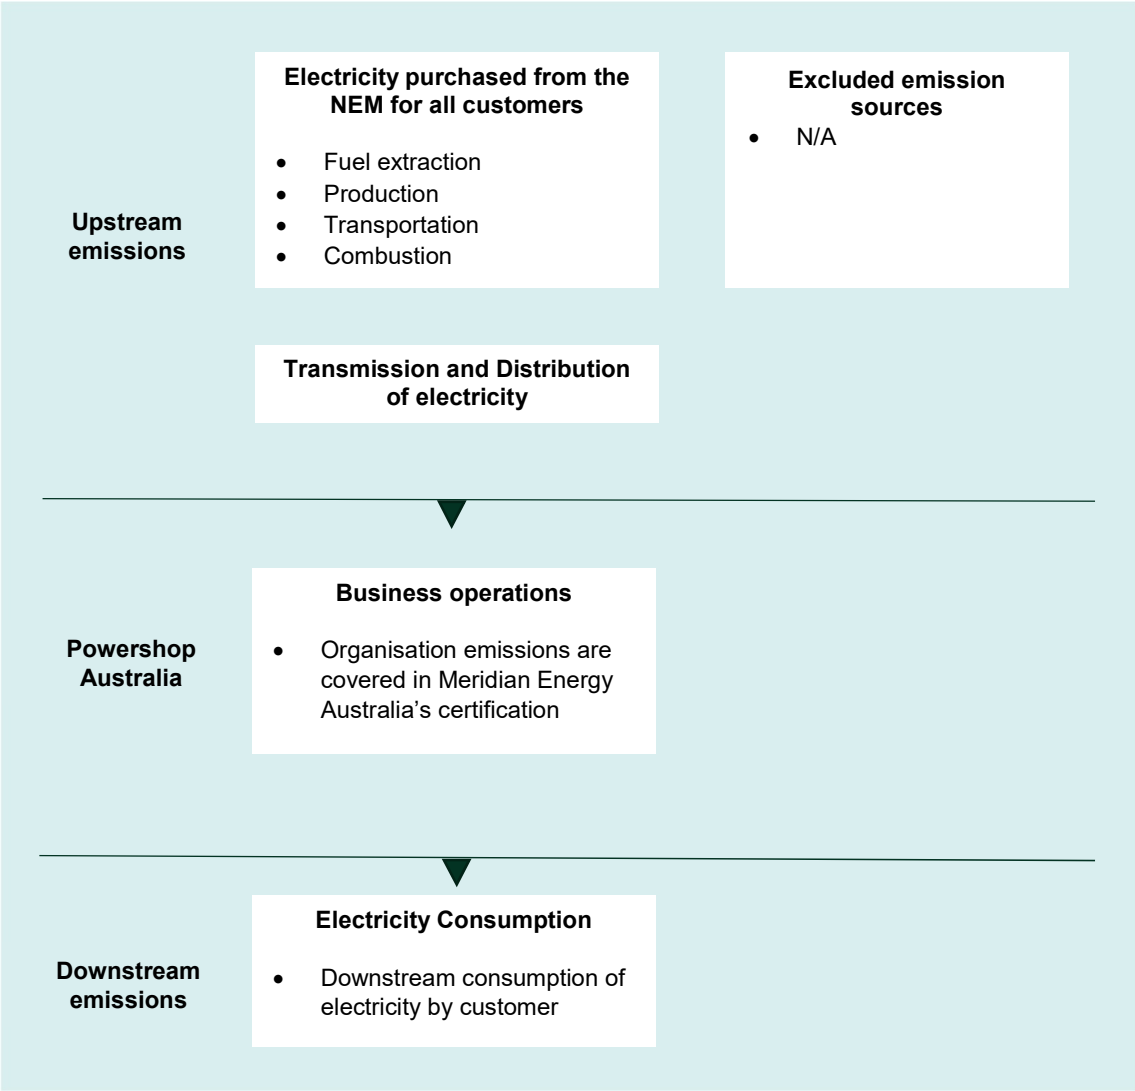 Upstream
emissions
Electricity purchased from the
NEM for all customers
• Fuel extraction
• Production
• Transportation
• Combustion
Excluded emission
sources
• N/A
Transmission and Distribution
of electricity
Powershop
Australia
Business operations
• Organisation emissions are
covered in Meridian Energy
Australia’s certification
Downstream
emissions
Electricity Consumption
• Downstream consumption of
electricity by customer